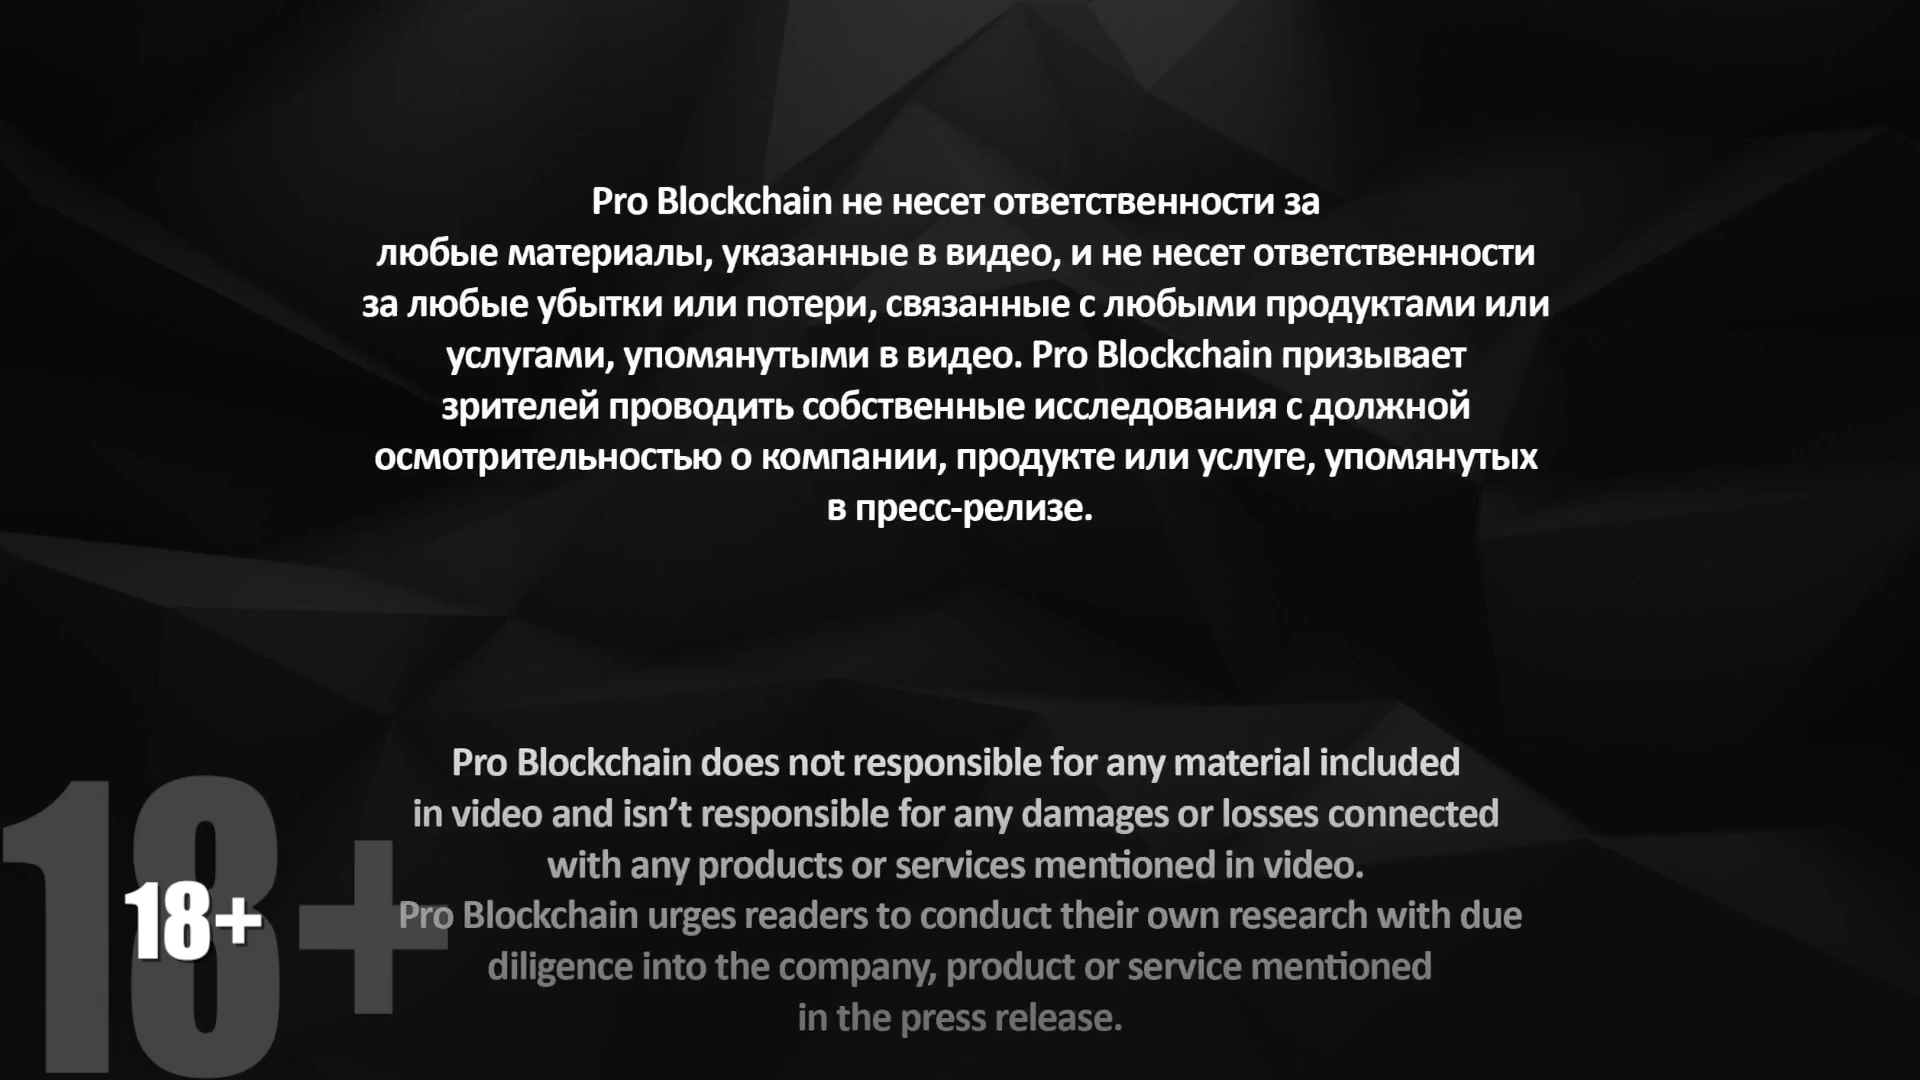 Pro Blockchain не несет ответственности за
любые материалы, указанные в видео, и не несет ответственности
за любые убытки или потери, связанные с любыми продуктами или
услугами, упомянутыми в видео. Pro Blockchain призывает
зрителей проводить собственные исследования с должной
осмотрительностью о компании, продукте или услуге, упомянутых
в пресс-релизе.
Pro Blockchain does not responsible for any material included
in video and isn’t responsible for any damages or losses connected
with any products or services mentioned in video.
Pro Blockchain urges readers to conduct their own research with due
diligence into the company, product or service mentioned
in the press release.
18+
18+